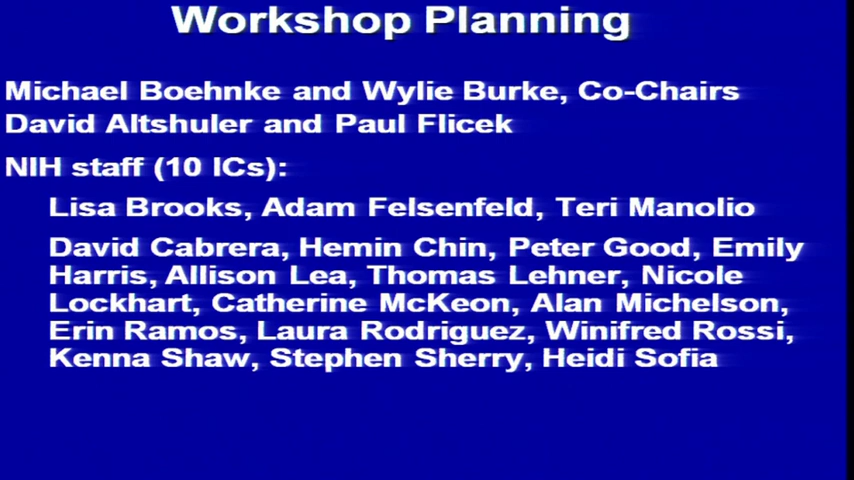 Workshop Planning
Michael Boehnke and Wylie Burke, Co-Chairs
David Altshuler and Paul Flicek
NIH staff (10 ICs):
Lisa Brooks, Adam Felsenfeld, Teri Manolio
David Cabrera, Hemin Chin, Peter Good, Emily
Harris, Allison Lea, Thomas Lehner, Nicole
Lockhart, Catherine McKeon, Alan Michelson,
Erin Ramos, Laura Rodriguez, Winifred Rossi,
Kenna Shaw, Stephen Sherry, Heidi Sofia